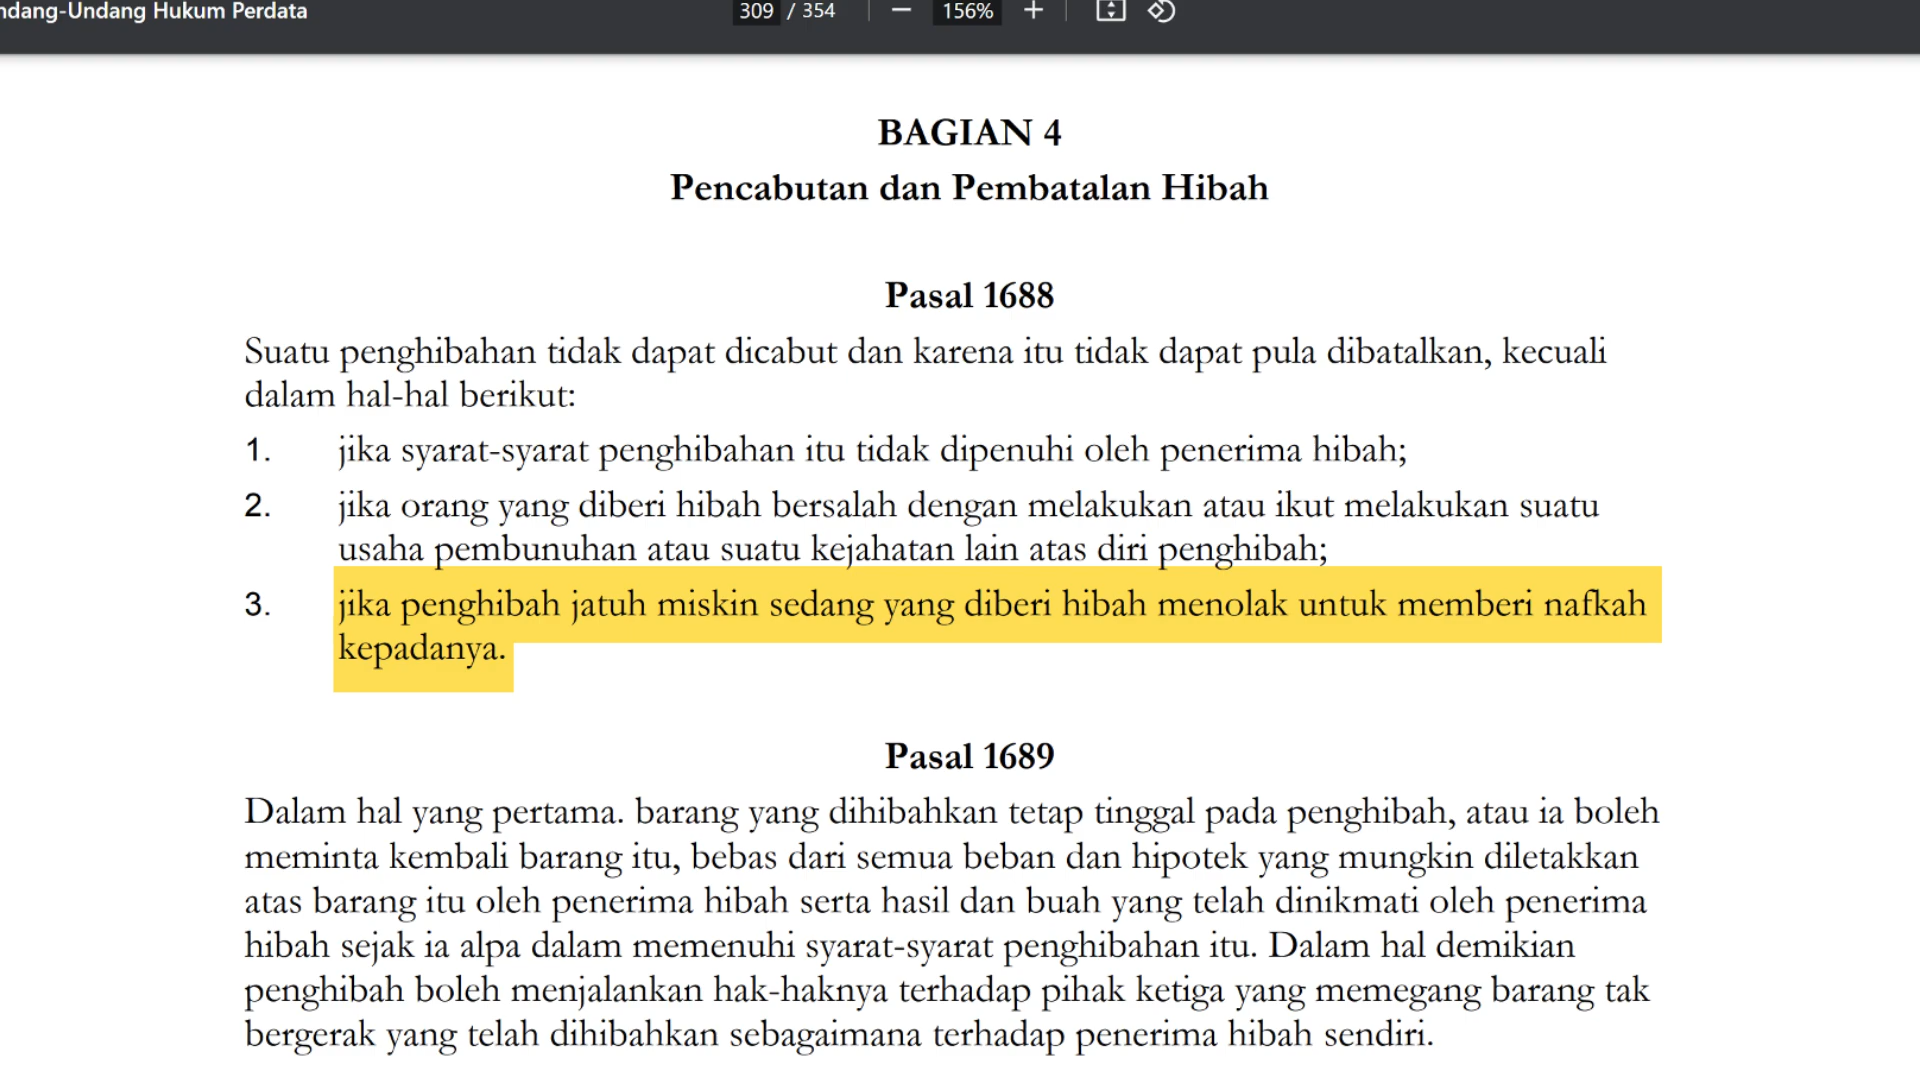 ndang-Undang Hukum Perdata
309 / 354
156%
BAGIAN 4
Pencabutan dan Pembatalan Hibah
Pasal 1688
Suatu penghibahan tidak dapat dicabut dan karena itu tidak dapat pula dibatalkan, kecuali
dalam hal-hal berikut:
1. jika syarat-syarat penghibahan itu tidak dipenuhi oleh penerima hibah;
2. jika orang yang diberi hibah bersalah dengan melakukan atau ikut melakukan suatu
usaha pembunuhan atau suatu kejahatan lain atas diri penghibah;
3. jika penghibah jatuh miskin sedang yang diberi hibah menolak untuk memberi nafkah
kepadanya.
Pasal 1689
Dalam hal yang pertama. barang yang dihibahkan tetap tinggal pada penghibah, atau ia boleh
meminta kembali barang itu, bebas dari semua beban dan hipotek yang mungkin diletakkan
atas barang itu oleh penerima hibah serta hasil dan buah yang telah dinikmati oleh penerima
hibah sejak ia alpa dalam memenuhi syarat-syarat penghibahan itu. Dalam hal demikian
penghibah boleh menjalankan hak-haknya terhadap pihak ketiga yang memegang barang tak
bergerak yang telah dihibahkan sebagaimana terhadap penerima hibah sendiri.